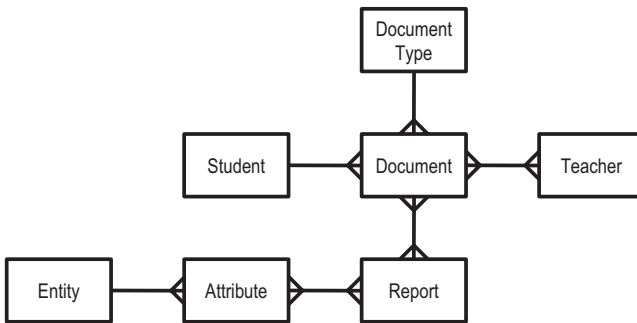 Document
Type
Student
Document
Teacher
Entity
Attribute
Report